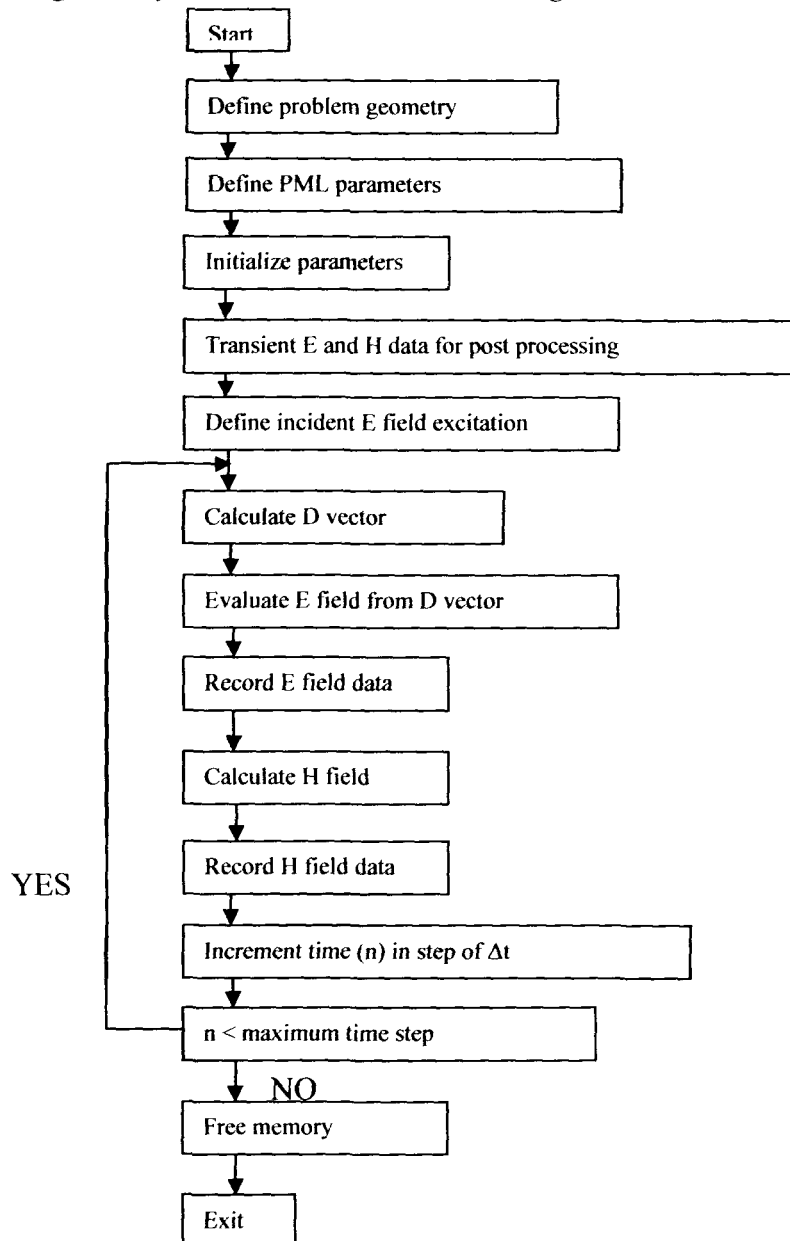 Start
Define problem geometry
Define PML parameters
Initialize parameters
Transient E and H data for post processing
Define incident E field excitation
Calculate D vector
Evaluate E field from D vector
Record E field data
Calculate H field
Record H field data
YES
Increment time (n) in step of Δt
n < maximum time step
NO
Free memory
Exit